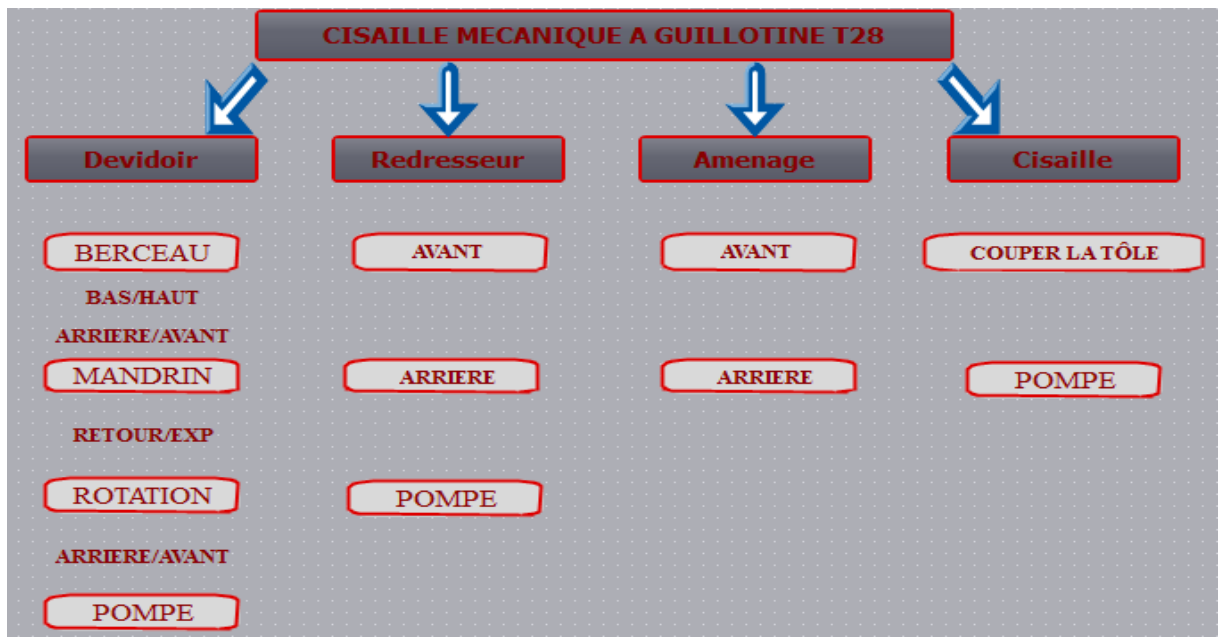 CISAILLE MECANIQUE A GUILLOTINE T28
Devidoir
Redresseur
Amenage
Cisaille
BERCEAU
AVANT
AVANT
COUPER LA TÔLE
BAS/HAUT
ARRIERE/AVANT
MANDRIN
ARRIERE
ARRIERE
POMPE
RETOUR/EXP
ROTATION
POMPE
ARRIERE/AVANT
POMPE